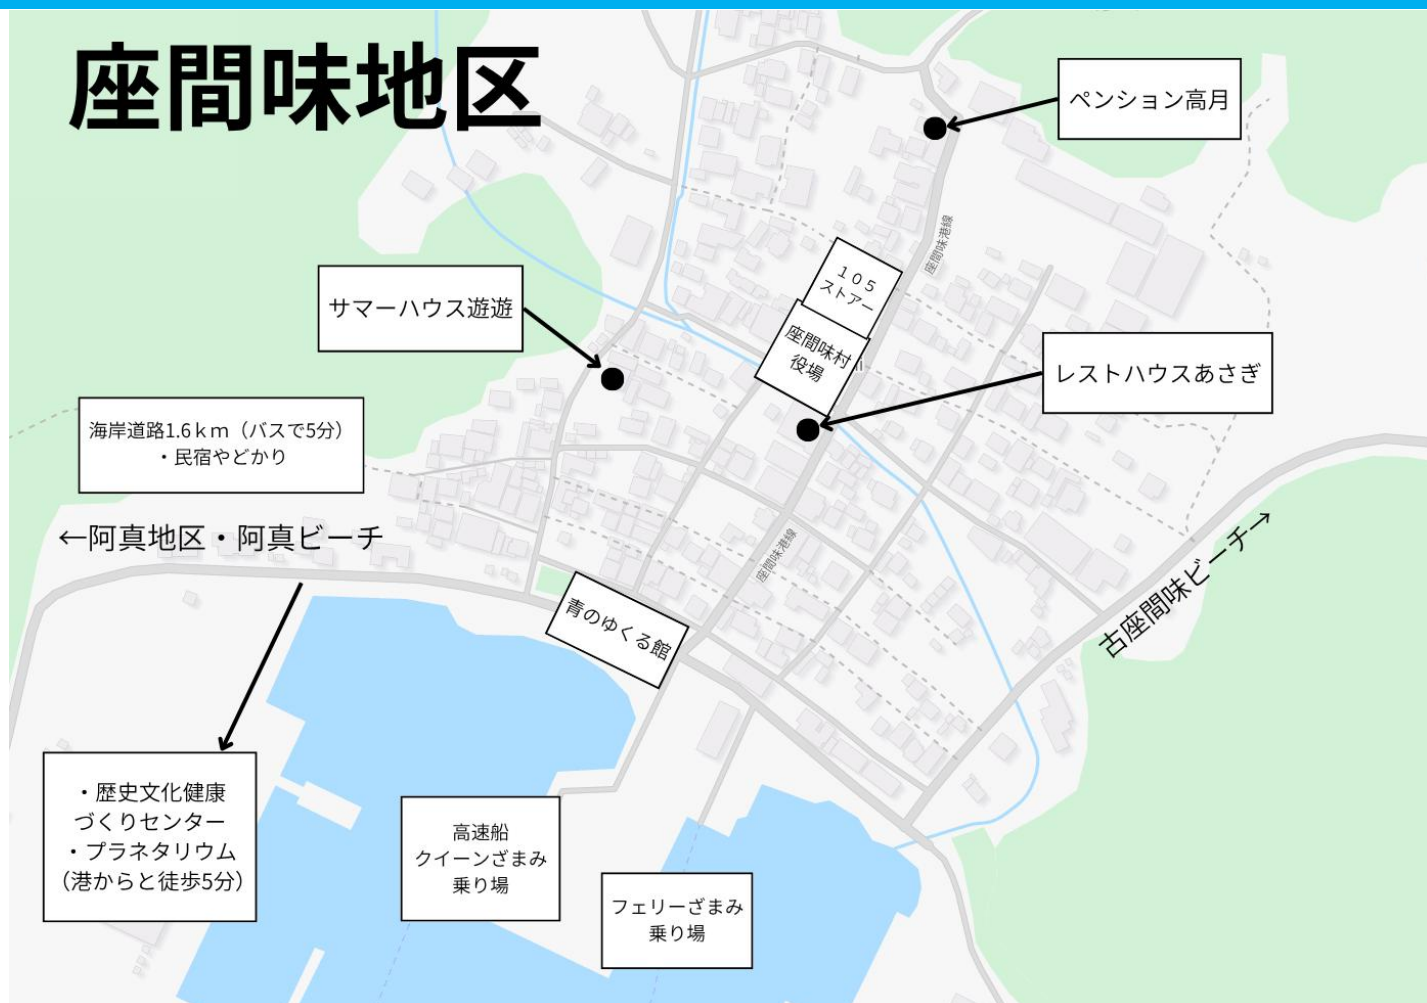 座間味地区
ペンション高月
座間味港線
105
ストアー
サマーハウス遊遊
座間味村
役場
レストハウスあさぎ
海岸道路1.6km（バスで5分）
・民宿やどかり
←阿真地区・阿真ビーチ
座間味港線
古座間味ビーチ→
青のゆくる館
・歴史文化健康
づくりセンター
・プラネタリウム
（港からと徒歩5分）
高速船
クイーンざまみ
乗り場
フェリーざまみ
乗り場